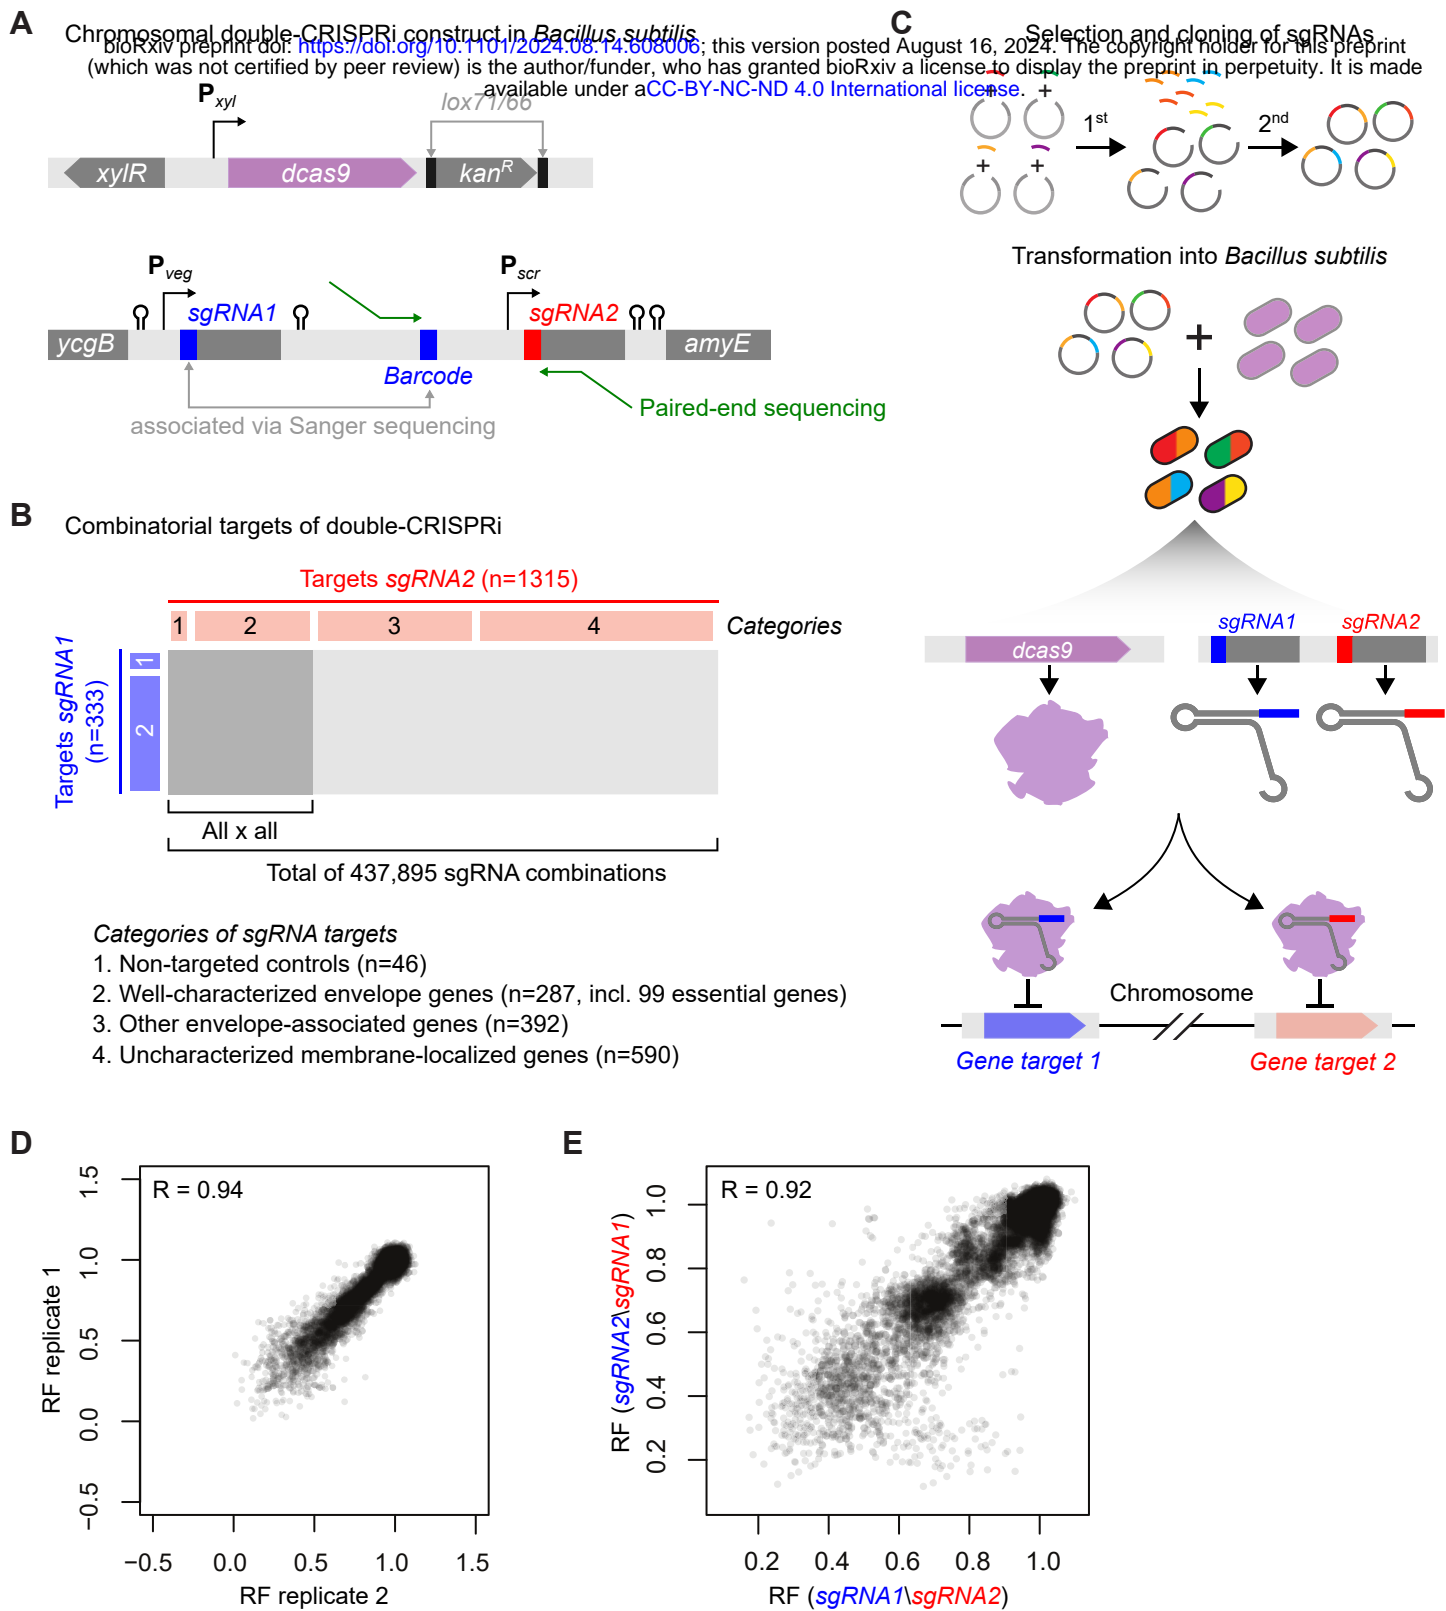 A
Chromosomal double-CRISPRi construct in Bacillus subtilis
bioRxiv preprint doi: https://doi.org/10.1101/2024.08.14.608006; this version posted August 16, 2024. The copyright holder for this preprint
(which was not certified by peer review) is the author/funder, who has granted bioRxiv a license to display the preprint in perpetuity. It is made
available under aCC-BY-NC-ND 4.0 International license.
Pxyl
lox71/66
xylR
dcas9
kanR
Pveg
Pscr
sgRNA1
sgRNA2
ycgB
amyE
Barcode
Paired-end sequencing
associated via Sanger sequencing
B
Combinatorial targets of double-CRISPRi
Targets sgRNA2 (n=1315)
1
2
3
4
Categories
Targets sgRNA1
(n=333)
1
2
All x all
Total of 437,895 sgRNA combinations
Categories of sgRNA targets
1. Non-targeted controls (n=46)
2. Well-characterized envelope genes (n=287, incl. 99 essential genes)
3. Other envelope-associated genes (n=392)
4. Uncharacterized membrane-localized genes (n=590)
C
Selection and cloning of sgRNAs
+
+
+
+
1st
2nd
Transformation into Bacillus subtilis
+
dcas9
sgRNA1
sgRNA2
Chromosome
Gene target 1
Gene target 2
D
R = 0.94
RF replicate 1
1.5
1.0
0.5
0.0
−0.5
−0.5
0.0
0.5
1.0
1.5
RF replicate 2
E
R = 0.92
RF (sgRNA2\sgRNA1)
1.0
0.8
0.6
0.4
0.2
0.2
0.4
0.6
0.8
1.0
RF (sgRNA1\sgRNA2)